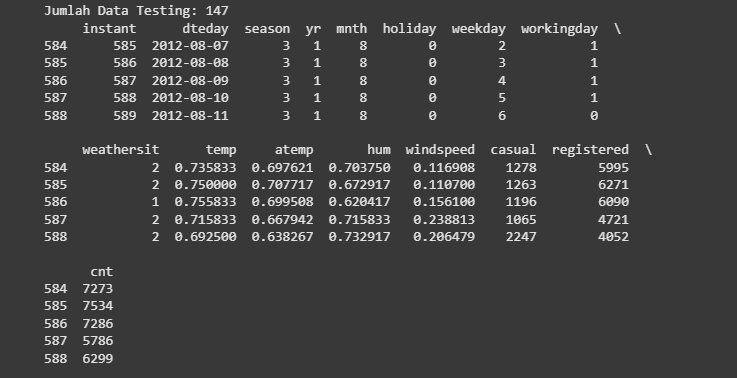 Jumlah Data Testing: 147
     instant      dteday  season  yr  mnth  holiday  weekday  workingday  \
584      585  2012-08-07       3   1     8        0        2           1
585      586  2012-08-08       3   1     8        0        3           1
586      587  2012-08-09       3   1     8        0        4           1
587      588  2012-08-10       3   1     8        0        5           1
588      589  2012-08-11       3   1     8        0        6           0
     weathersit      temp     atemp       hum  windspeed  casual  registered  \
584           2  0.735833  0.697621  0.703750   0.116908    1278        5995
585           2  0.750000  0.707717  0.672917   0.110700    1263        6271
586           1  0.755833  0.699508  0.620417   0.156100    1196        6090
587           2  0.715833  0.667942  0.715833   0.238813    1065        4721
588           2  0.692500  0.638267  0.732917   0.206479    2247        4052
      cnt
584  7273
585  7534
586  7286
587  5786
588  6299